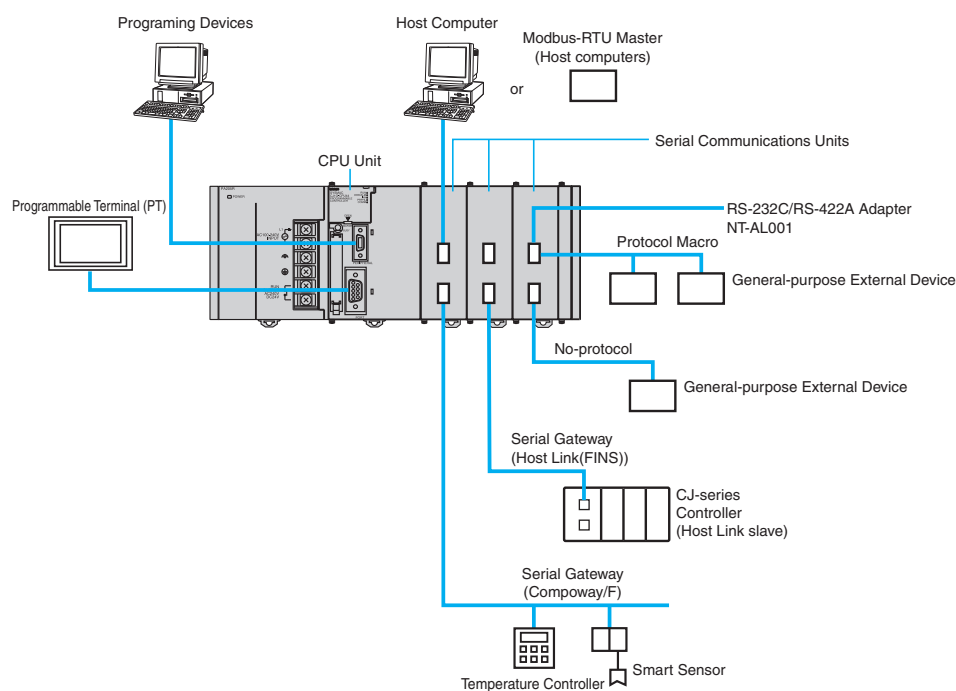 Programing Devices
Host Computer
Modbus-RTU Master
(Host computers)
or
Serial Communications Units
CPU Unit
Programmable Terminal (PT)
RS-232C/RS-422A Adapter
NT-AL001
Protocol Macro
General-purpose External Device
No-protocol
General-purpose External Device
Serial Gateway
(Host Link(FINS))
CJ-series
Controller
(Host Link slave)
Serial Gateway
(Compoway/F)
Smart Sensor
Temperature Controller